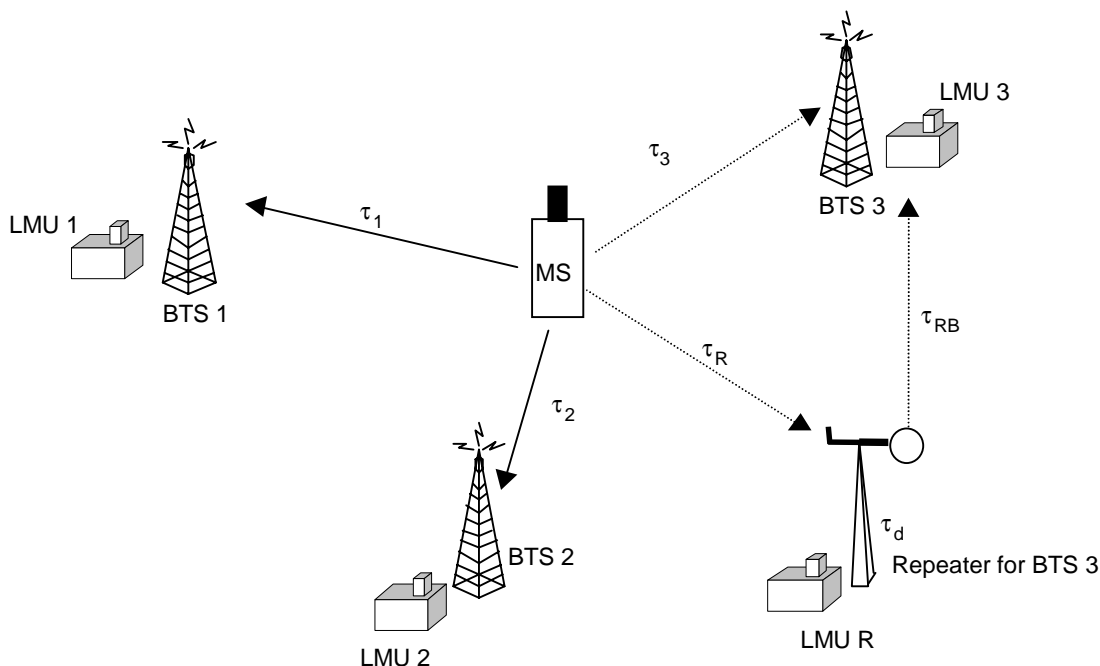 LMU 3
τ3
BTS 3
LMU 1
τ1
MS
BTS 1
τRB
τR
τ2
BTS 2
τd
Repeater for BTS 3
LMU R
LMU 2